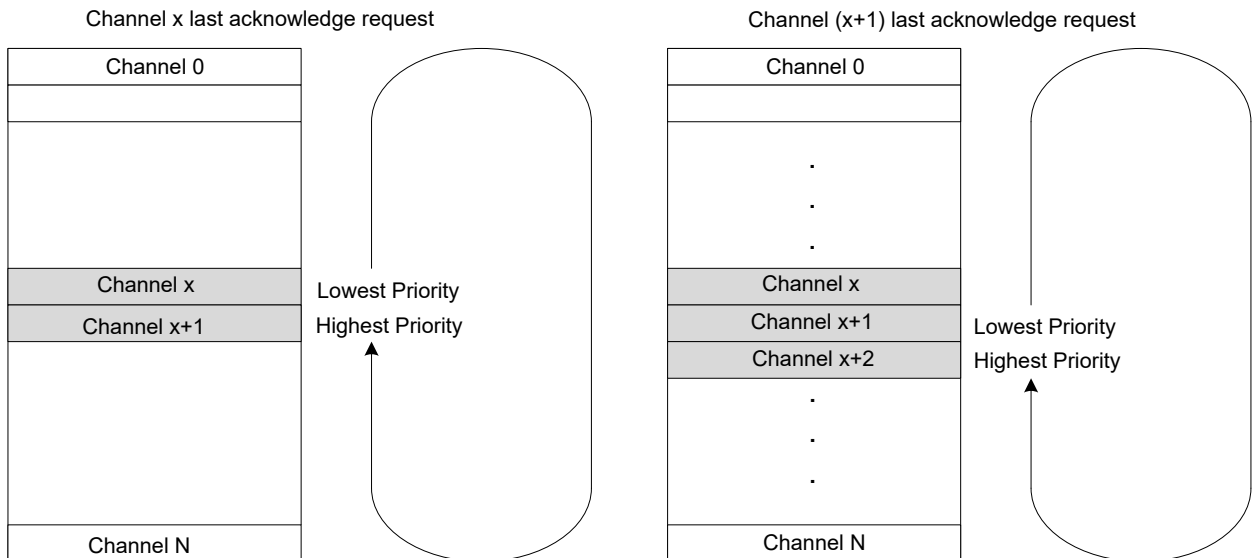 Channel x last acknowledge request
Channel 0
Channel x
Channel x+1
Channel N
Lowest Priority
Highest Priority
Channel (x+1) last acknowledge request
Channel 0
.
.
.
Channel x
Channel x+1
Channel x+2
.
.
.
Channel N
Lowest Priority
Highest Priority